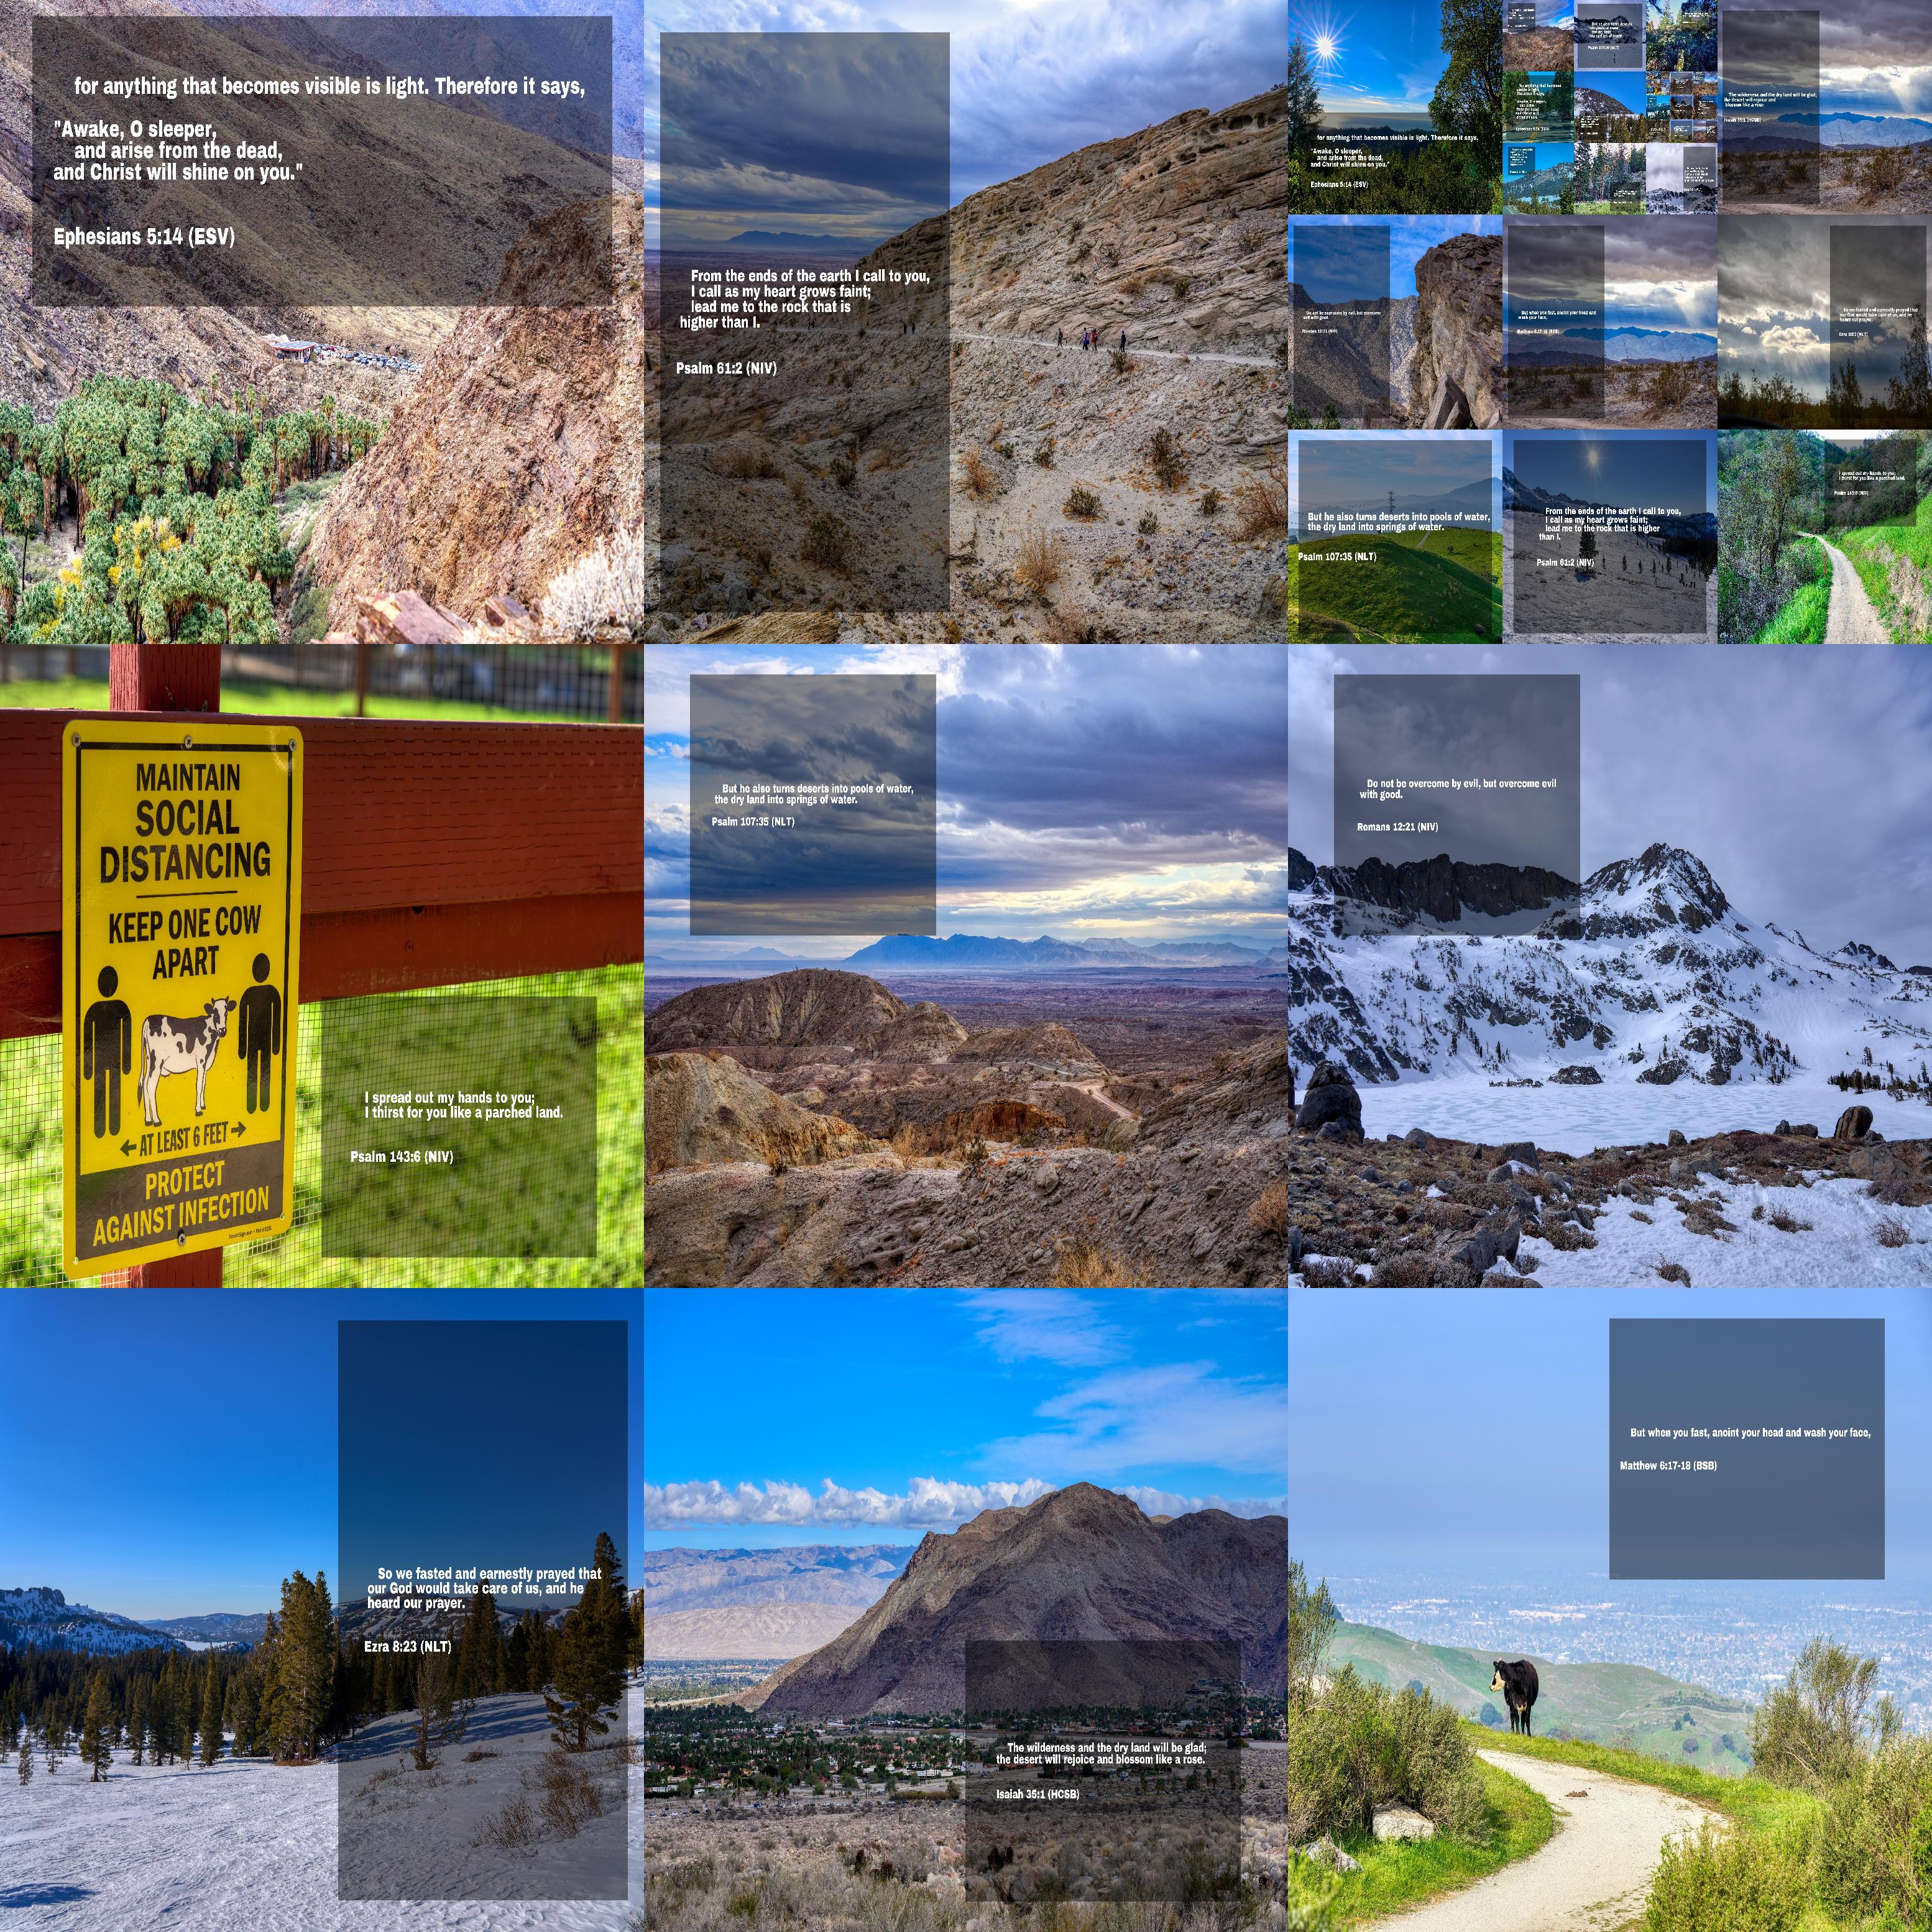 for anything that becomes visible is light. Therefore it says,
"Awake, O sleeper,
and arise from the dead,
and Christ will shine on you."
Ephesians 5:14 (ESV)
From the ends of the earth I call to you,
I call as my heart grows faint;
lead me to the rock that is
higher than I.
Psalm 61:2 (NIV)
for anything that becomes visible is light. Therefore it says,
"Awake, O sleeper,
and arise from the dead,
and Christ will shine on you."
Ephesians 5:14 (ESV)
The wilderness and the dry land will be glad;
the desert will rejoice and
blossom like a rose.
Isaiah 35:1 (HCSB)
Do not be overcome by evil, but overcome
evil with good.
Romans 12:21 (NIV)
But when you fast, anoint your head and
wash your face,
Matthew 6:17-18 (BSB)
So we fasted and earnestly prayed that
our God would take care of us, and he
heard our prayer.
Ezra 8:23 (NLT)
But he also turns deserts into pools of water,
the dry land into springs of water.
Psalm 107:35 (NLT)
From the ends of the earth I call to you,
I call as my heart grows faint;
lead me to the rock that is higher
than I.
Psalm 61:2 (NIV)
I spread out my hands to you;
I thirst for you like a parched land.
Psalm 143:6 (NIV)
MAINTAIN
SOCIAL
DISTANCING
KEEP ONE COW
APART
AT LEAST 6 FEET
PROTECT
AGAINST INFECTION
I spread out my hands to you;
I thirst for you like a parched land.
Psalm 143:6 (NIV)
But he also turns deserts into pools of water,
the dry land into springs of water.
Psalm 107:35 (NLT)
Do not be overcome by evil, but overcome evil
with good.
Romans 12:21 (NIV)
So we fasted and earnestly prayed that
our God would take care of us, and he
heard our prayer.
Ezra 8:23 (NLT)
The wilderness and the dry land will be glad;
the desert will rejoice and blossom like a rose.
Isaiah 35:1 (HCSB)
But when you fast, anoint your head and wash your face,
Matthew 6:17-18 (BSB)